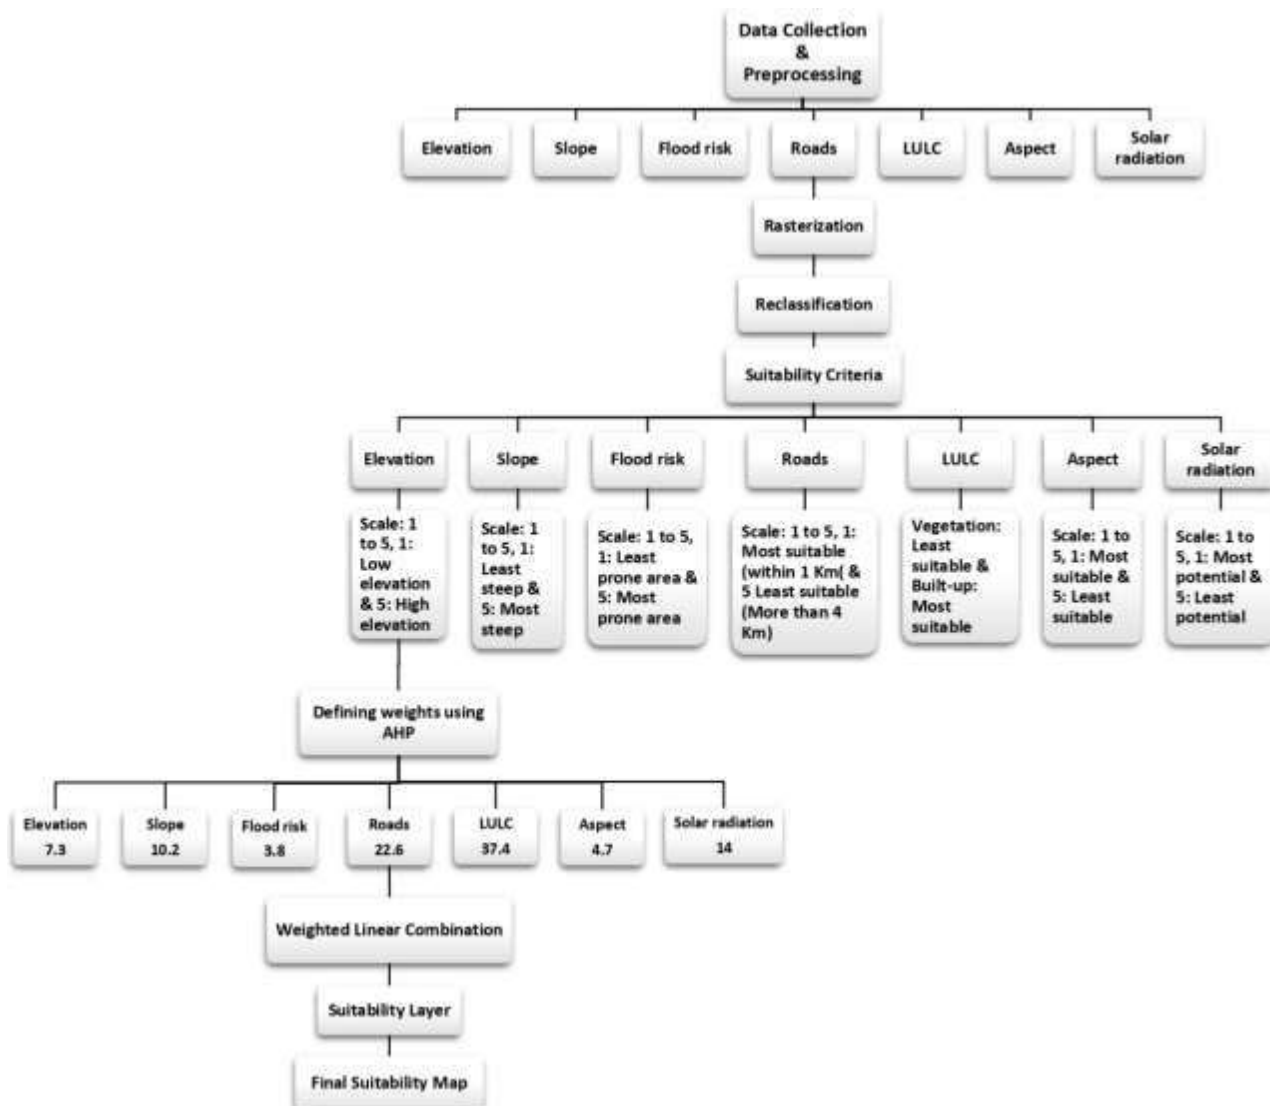 Data Collection
&
Preprocessing
Elevation
Slope
Flood risk
Roads
LULC
Aspect
Solar
radiation
Rasterization
Reclassification
Suitability Criteria
Elevation
Slope
Flood risk
Roads
LULC
Aspect
Solar
radiation
Scale: 1
to 5, 1:
Low
elevation
& 5: High
elevation
Scale: 1
to 5, 1:
Least
steep &
5: Most
steep
Scale: 1 to 5,
1: Least
prone area &
5: Most
prone area
Scale: 1 to 5, 1:
Most suitable
(within 1 Km( &
5 Least suitable
(More than 4
Km)
Vegetation:
Least
suitable &
Built-up:
Most
suitable
Scale: 1 to
5, 1: Most
suitable &
5: Least
suitable
Scale: 1 to
5, 1: Most
potential &
5: Least
potential
Defining weights using
AHP
Elevation
7.3
Slope
10.2
Flood risk
3.8
Roads
22.6
LULC
37.4
Aspect
4.7
Solar radiation
14
Weighted Linear Combination
Suitability Layer
Final Suitability Map